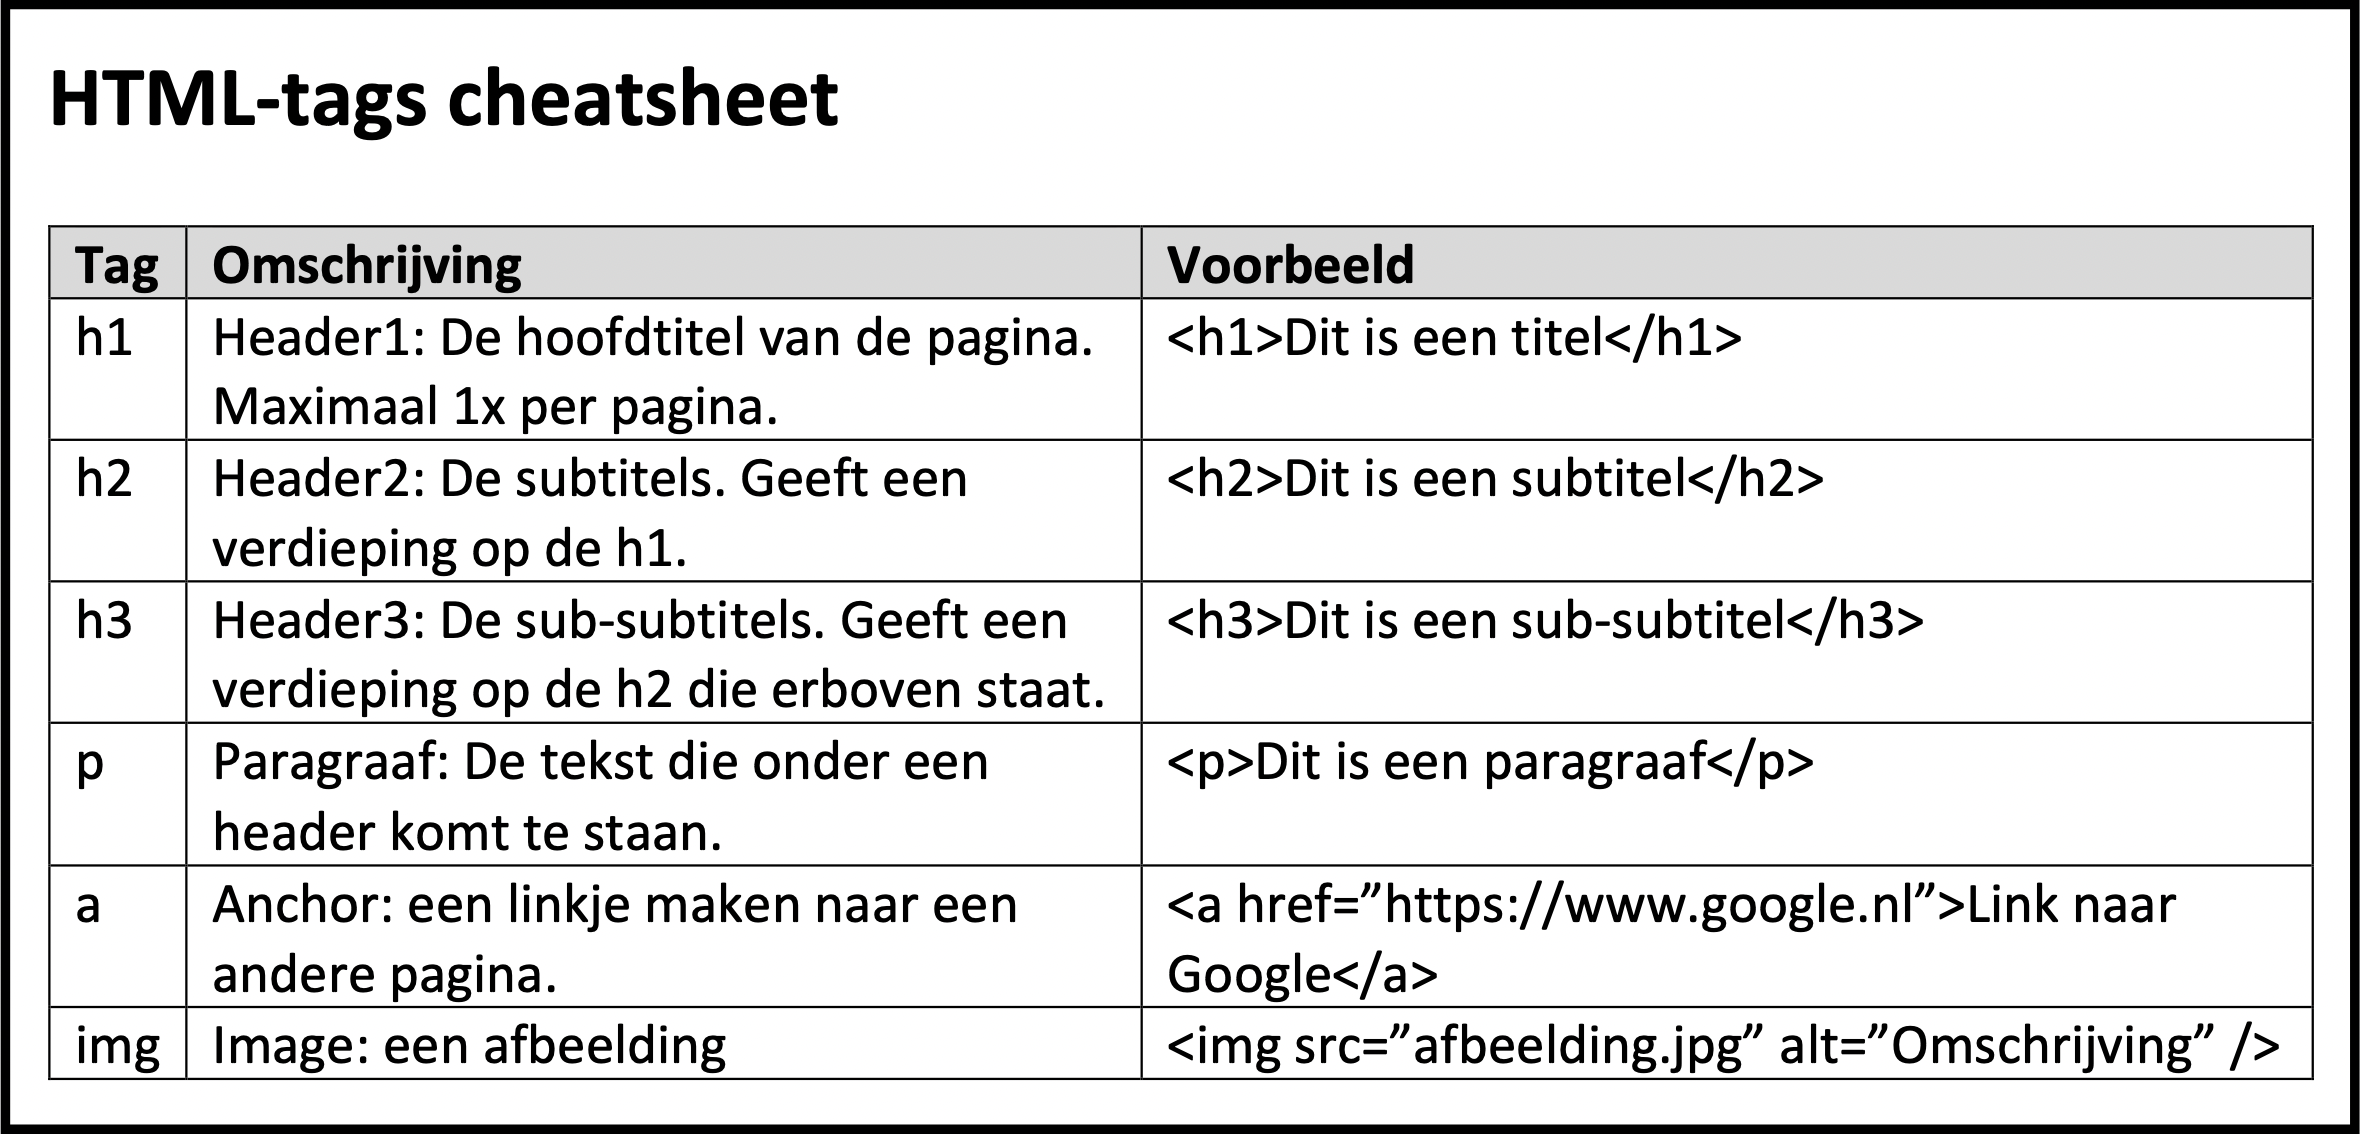 HTML-tags cheatsheet
Tag Omschrijving Voorbeeld
h1 Header1: De hoofdtitel van de pagina. <h1>Dit is een titel</h1>
Maximaal 1x per pagina.
h2 Header2: De subtitels. Geeft een <h2>Dit is een subtitel</h2>
verdieping op de h1.
h3 Header3: De sub-subtitels. Geeft een <h3>Dit is een sub-subtitel</h3>
verdieping op de h2 die erboven staat.
p Paragraaf: De tekst die onder een <p>Dit is een paragraaf</p>
header komt te staan.
a Anchor: een linkje maken naar een <a href=”https://www.google.nl”>Link naar
andere pagina. Google</a>
img Image: een afbeelding <img src=”afbeelding.jpg” alt=”Omschrijving” />